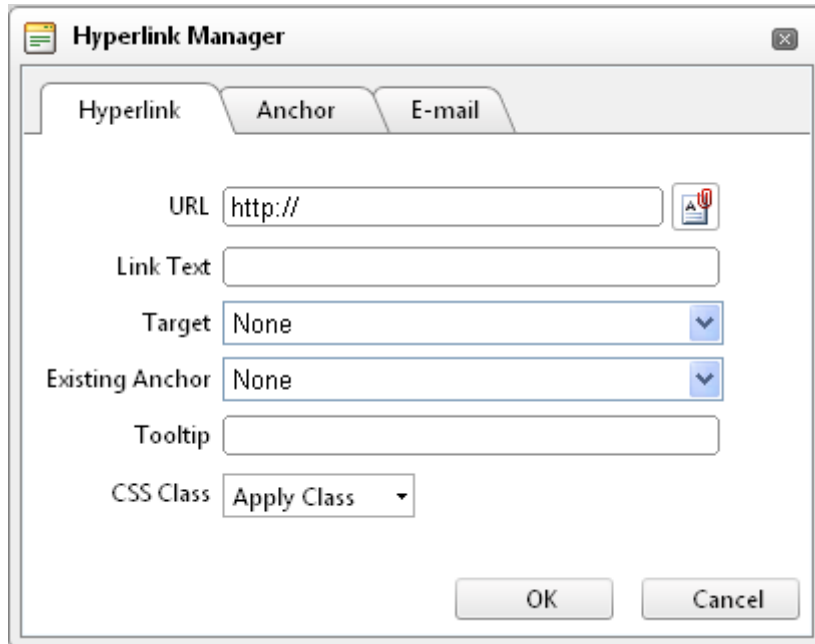 Hyperlink Manager
Hyperlink Anchor E-mail
URL http://
Link Text
Target None
Existing Anchor None
Tooltip
CSS Class Apply Class
OK Cancel